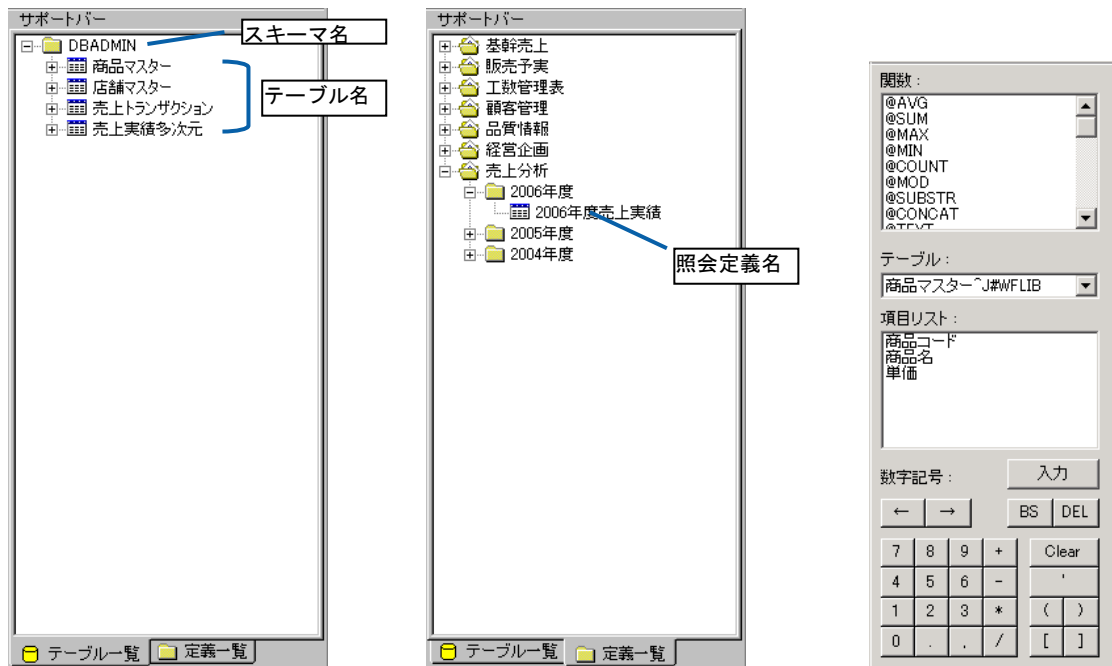 サポートバー
DBADMIN
スキーマ名
商品マスター
店舗マスター
売上トランザクション
売上実績多次元
テーブル名
テーブル一覧
定義一覧
サポートバー
基幹売上
販売予実
工数管理表
顧客管理
品質情報
経営企画
売上分析
2006年度
2006年度売上実績
2005年度
2004年度
照会定義名
テーブル一覧
定義一覧
関数：
@AVG
@SUM
@MAX
@MIN
@COUNT
@MOD
@SUBSTR
@CONCAT
@TEXT
テーブル：
商品マスター^J#WFLIB
項目リスト：
商品コード
商品名
単価
数字記号：
入力
← → BS DEL
7 8 9 + Clear
4 5 6 - '
1 2 3 * ( )
0 . , / [ ]